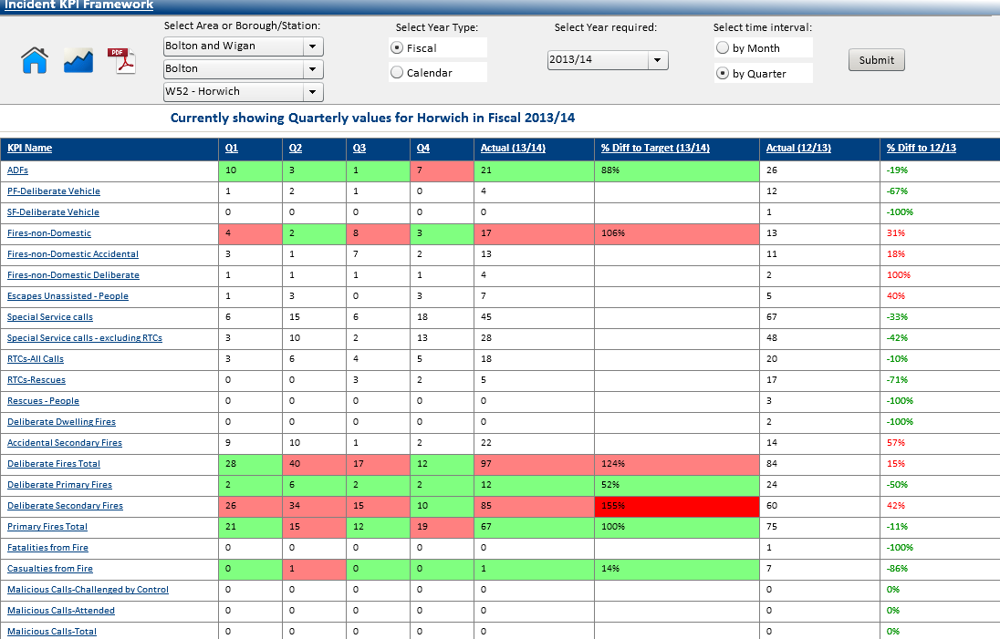 Incident KPI Framework
Select Area or Borough/Station: Select Year Type: Select Year required: Select time interval:
Bolton and Wigan Fiscal 2013/14 by Month
PDF
Bolton Calendar by Quarter Submit
W52 - Horwich
Currently showing Quarterly values for Horwich in Fiscal 2013/14
KPI Name Q1 Q2 Q3 Q4 Actual (13/14) % Diff to Target (13/14) Actual (12/13) % Diff to 12/13
ADFs 10 3 1 7 21 88% 26 -19%
PF-Deliberate Vehicle 1 2 1 0 4 12 -67%
SF-Deliberate Vehicle 0 0 0 0 0 1 -100%
Fires-non-Domestic 4 2 8 3 17 106% 13 31%
Fires-non-Domestic Accidental 3 1 7 2 13 11 18%
Fires-non-Domestic Deliberate 1 1 1 1 4 2 100%
Escapes Unassisted - People 1 3 0 3 7 5 40%
Special Service calls 6 15 6 18 45 67 -33%
Special Service calls - excluding RTCs 3 10 2 13 28 48 -42%
RTCs-All Calls 3 6 4 5 18 20 -10%
RTCs-Rescues 0 0 3 2 5 17 -71%
Rescues - People 0 0 0 0 0 3 -100%
Deliberate Dwelling Fires 0 0 0 0 0 2 -100%
Accidental Secondary Fires 9 10 1 2 22 14 57%
Deliberate Fires Total 28 40 17 12 97 124% 84 15%
Deliberate Primary Fires 2 6 2 2 12 52% 24 -50%
Deliberate Secondary Fires 26 34 15 10 85 155% 60 42%
Primary Fires Total 21 15 12 19 67 100% 75 -11%
Fatalities from Fire 0 0 0 0 0 1 -100%
Casualties from Fire 0 1 0 0 1 14% 7 -86%
Malicious Calls-Challenged by Control 0 0 0 0 0 0 0%
Malicious Calls-Attended 0 0 0 0 0 0 0%
Malicious Calls-Total 0 0 0 0 0 0 0%